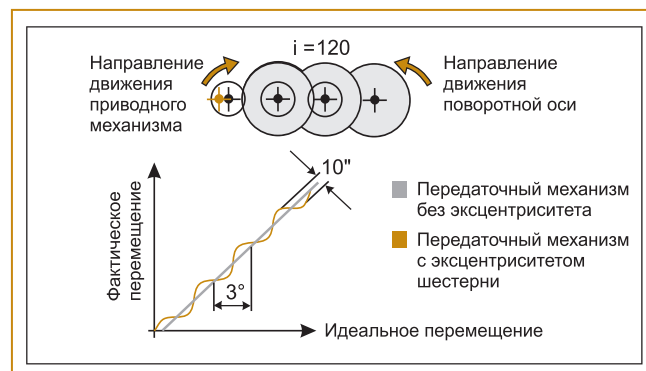 i =120
Направление
движения
приводного
механизма
Направление
движения
поворотной оси
10"
Фактическое
перемещение
3°
Идеальное перемещение
Передаточный механизм
без эксцентриситета
Передаточный механизм
с эксцентриситетом
шестерни